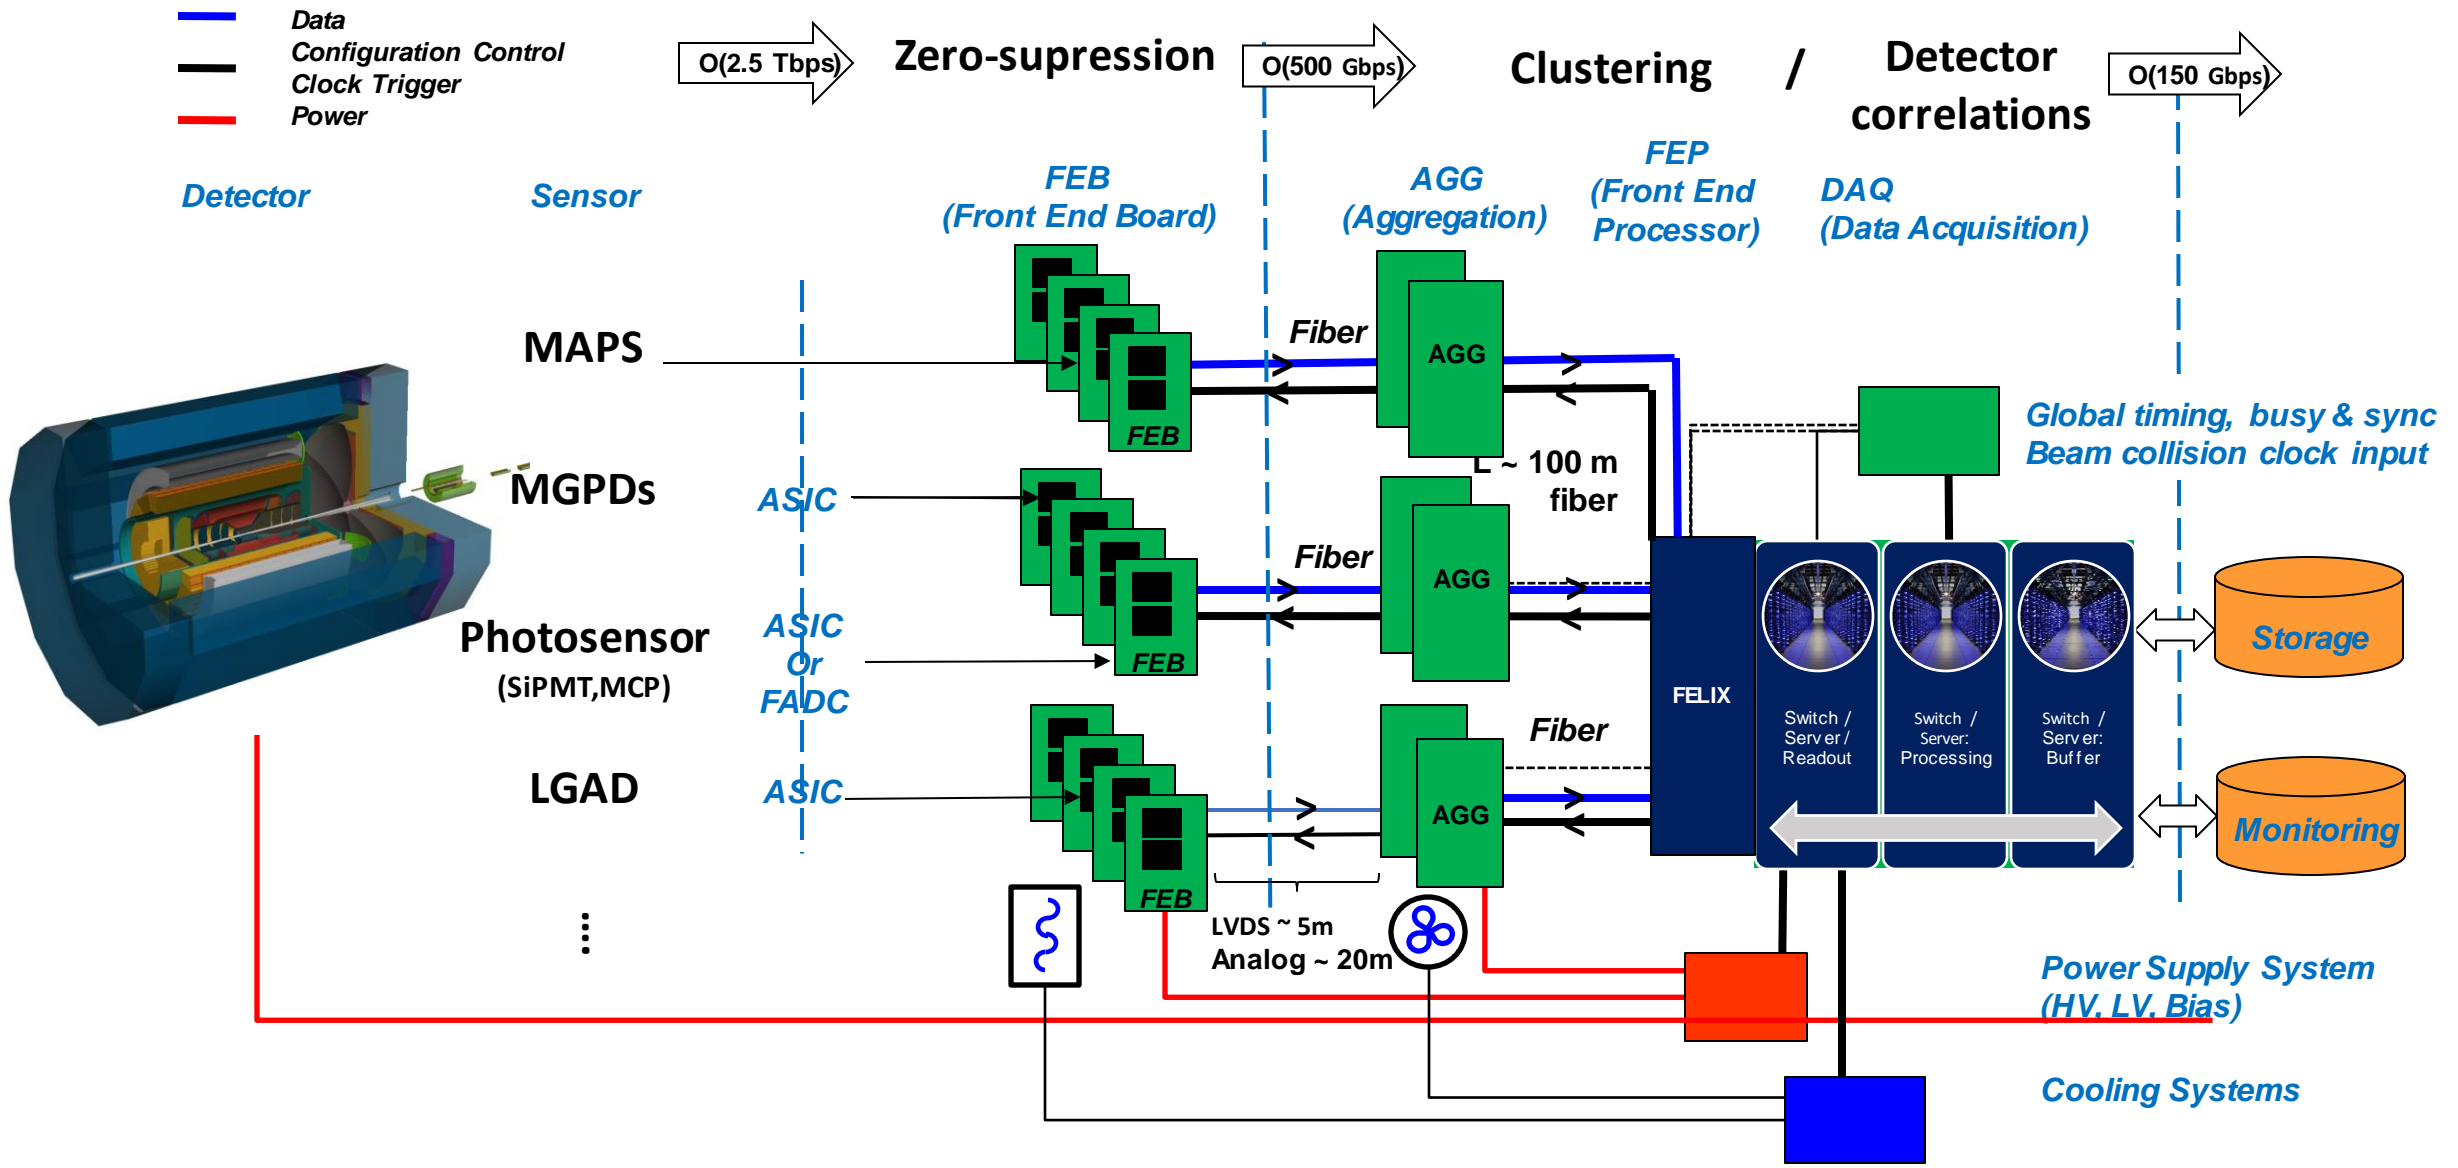 Data
Configuration Control
Clock Trigger
Power
O(2.5 Tbps)
Zero-supression
O(500 Gbps)
Clustering / Detector
correlations
O(150 Gbps)
Detector
Sensor
FEB
(Front End Board)
AGG
(Aggregation)
FEP
(Front End
Processor)
DAQ
(Data Acquisition)
MAPS
FEB
Fiber
AGG
L ~ 100 m
fiber
Global timing, busy & sync
Beam collision clock input
MGPDs
ASIC
Fiber
AGG
Photosensor
(SiPMT,MCP)
ASIC
Or
FADC
FEB
FELIX
Switch /
Server /
Readout
Switch /
Server:
Processing
Switch /
Server:
Buffer
Storage
Fiber
LGAD
ASIC
FEB
AGG
Monitoring
LVDS ~ 5m
Analog ~ 20m
Power Supply System
(HV, LV, Bias)
Cooling Systems